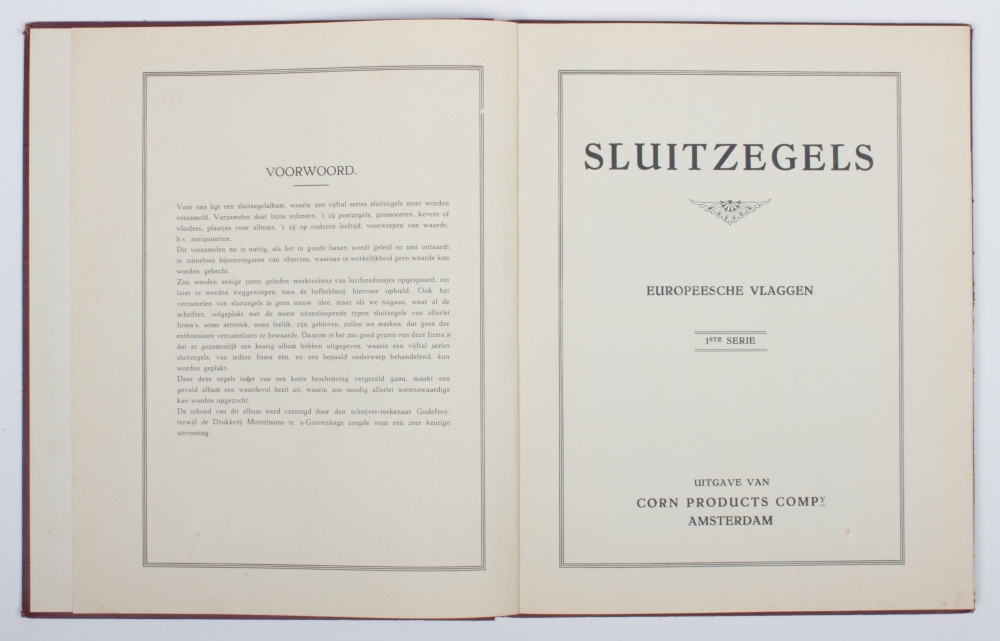 VOORWOORD.
Voor ons ligt een sluitzegelalbum, waarin een vijftal series sluitzegels moet worden
verzameld. Verzamelen doet bijna iedereen, 't zij postzegels, grassoorten, kevers of
vlinders, plaatjes voor albums, 't zij op ouderen leeftijd, voorwerpen van waarde,
b.v. antiquiteiten.
Dit verzamelen nu is nuttig, als het in goede banen wordt geleid en niet ontaardt
in zinneloos bijeenvergaren van objecten, waaraan in werkelijkheid geen waarde kan
worden gehecht.
Zoo werden eenige jaren geleden merkteekens van lucifersdoosjes opgespaard, om
later te worden weggeworpen, toen de liefhebberij hiervoor ophield. Ook het
verzamelen van sluitzegels is geen nieuw idee, maar als we nagaan, waar al de
schriften, volgeplakt met de meest uiteenloopende typen sluitzegels van allerlei
firma's, soms artistiek, soms leelijk, zijn gebleven, zullen we merken, dat geen der
enthousiaste verzamelaars ze bewaarde. Daarom is het zoo goed gezien van déze firma's
dat ze gezamenlijk een keurig album hebben uitgegeven, waarin een vijftal series
sluitzegels, van iedere firma één, en een bepaald onderwerp behandelend, kan
worden geplakt.
Daar deze zegels ieder van een korte beschrijving vergezeld gaan, maakt een
gevuld album een waardevol bezit uit, waarin zoo noodig allerlei wetenswaardigs
kan worden opgezocht.
De inhoud van dit album werd verzorgd door den schrijver-teekenaar Godefroy,
terwijl de Drukkerij Mortelmans te 's-Gravenhage zorgde voor een zeer keurige
uitvoering.
SLUITZEGELS
EUROPEESCHE VLAGGEN
1STE SERIE
UITGAVE VAN
CORN PRODUCTS COMPY
AMSTERDAM